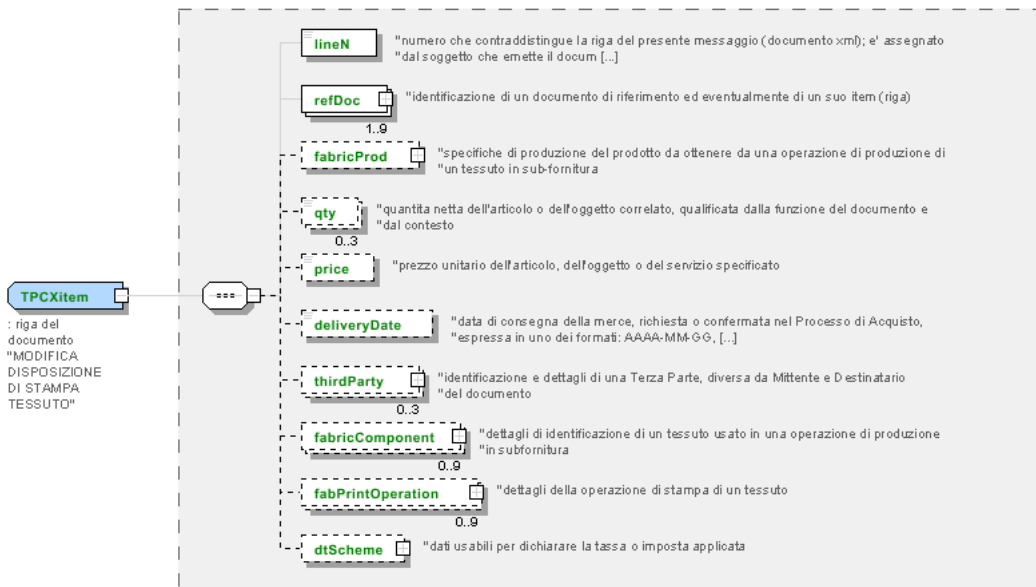 lineN
"numero che contraddistingue la riga del presente messaggio (documento xml); e' assegnato
"dal soggetto che emette il docum [...]
refDoc
"identificazione di un documento di riferimento ed eventualmente di un suo item (riga)
1..9
fabricProd
"specifiche di produzione del prodotto da ottenere da una operazione di produzione di
"un tessuto in sub-fornitura
qty
"quantita netta dell'articolo o dell'oggetto correlato, qualificata dalla funzione del documento e
"dal contesto
0..3
price
"prezzo unitario dell'articolo, dell'oggetto o del servizio specificato
TPCXitem
: riga del
documento
"MODIFICA
DISPOSIZIONE
DI STAMPA
TESSUTO"
deliveryDate
"data di consegna della merce, richiesta o confermata nel Processo di Acquisto,
"espressa in uno dei formati: AAAA-MM-GG, [...]
thirdParty
"identificazione e dettagli di una Terza Parte, diversa da Mittente e Destinatario
"del documento
0..3
fabricComponent
"dettagli di identificazione di un tessuto usato in una operazione di produzione
"in subfornitura
0..9
fabPrintOperation
"dettagli della operazione di stampa di un tessuto
0..9
dtScheme
"dati usabili per dichiarare la tassa o imposta applicata